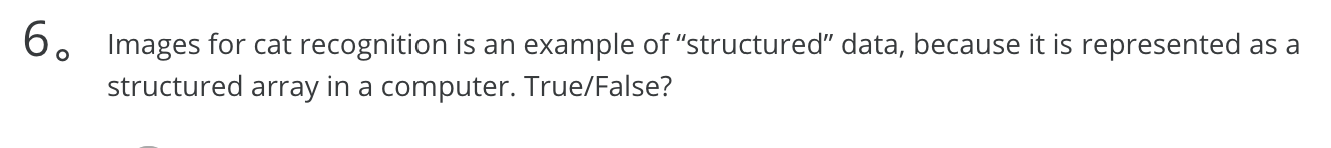 6。 Images for cat recognition is an example of “structured” data, because it is represented as a
structured array in a computer. True/False?